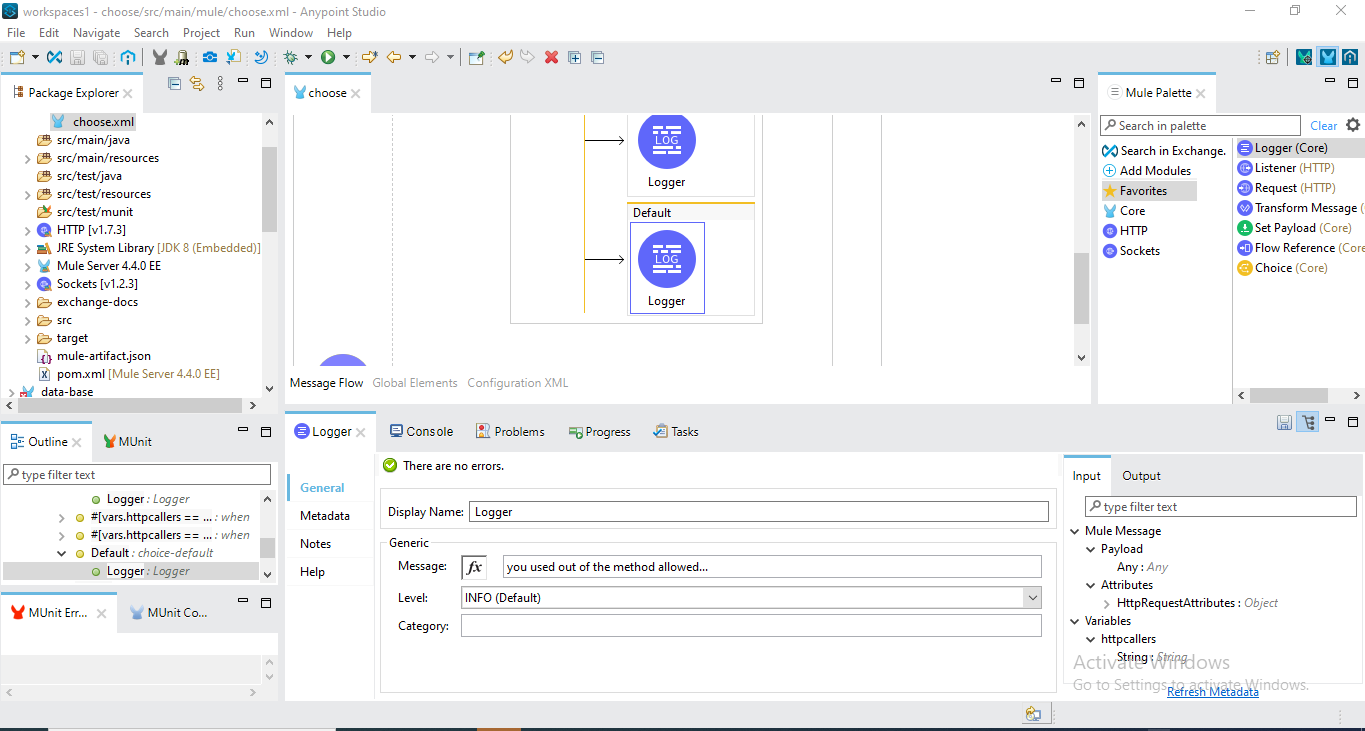 workspaces1 - choose/src/main/mule/choose.xml - Anypoint Studio
File Edit Navigate Search Project Run Window Help
Package Explorer
choose.xml
src/main/java
src/main/resources
src/test/java
src/test/resources
src/test/munit
HTTP [v1.7.3]
JRE System Library [JDK 8 (Embedded)]
Mule Server 4.4.0 EE
Sockets [v1.2.3]
exchange-docs
src
target
mule-artifact.json
pom.xml [Mule Server 4.4.0 EE]
data-base
choose
LOG
Logger
Default
LOG
Logger
Message Flow Global Elements Configuration XML
Mule Palette
Search in palette
Clear
Search in Exchange.
Add Modules
Favorites
Core
HTTP
Sockets
Logger (Core)
Listener (HTTP)
Request (HTTP)
Transform Message (
Set Payload (Core)
Flow Reference (Core
Choice (Core)
Outline MUnit
type filter text
Logger : Logger
#[vars.httpcallers == ... : when
#[vars.httpcallers == ... : when
Default : choice-default
Logger : Logger
MUnit Err... MUnit Co...
Logger Console Problems Progress Tasks
There are no errors.
General
Metadata
Notes
Help
Display Name: Logger
Generic
Message: fx you used out of the method allowed...
Level: INFO (Default)
Category:
Input Output
type filter text
Mule Message
Payload
Any : Any
Attributes
HttpRequestAttributes : Object
Variables
httpcallers
String : String
Activate Windows
Go to Settings to activate Windows.
Refresh Metadata